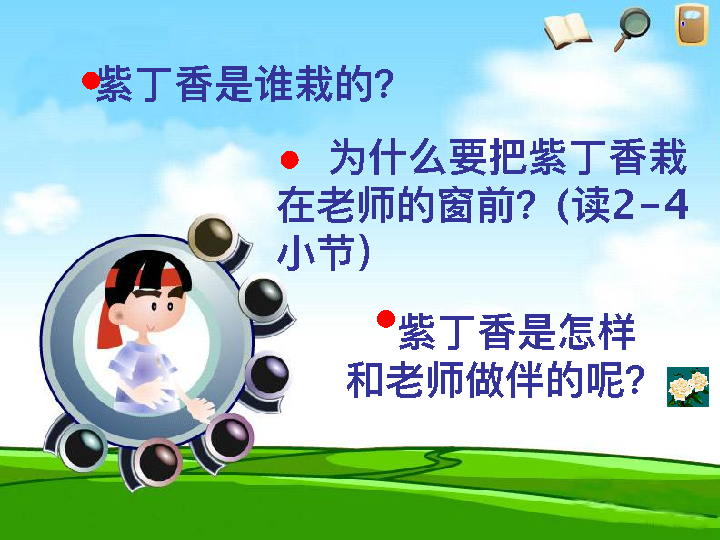 紫丁香是谁栽的?
为什么要把紫丁香栽
在老师的窗前? (读2-4
小节)
紫丁香是怎样
和老师做伴的呢?